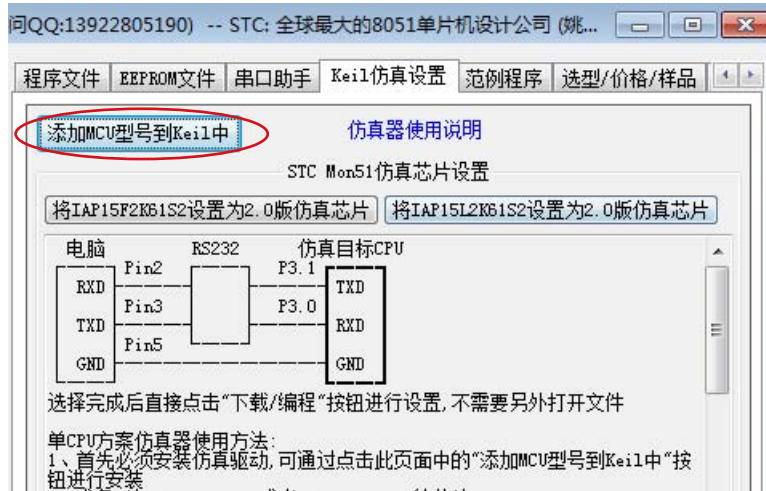 问QQ:13922805190) -- STC: 全球最大的8051单片机设计公司 (姚...
程序文件 EEPROM文件 串口助手 Keil仿真设置 范例程序 选型/价格/样品
添加MCU型号到Keil中 仿真器使用说明
STC Mon51仿真芯片设置
将IAP15F2K61S2设置为2.0版仿真芯片 将IAP15L2K61S2设置为2.0版仿真芯片
电脑 RS232 仿真目标CPU
Pin2 P3.1
RXD TXD
Pin3 P3.0
TXD RXD
Pin5
GND GND
选择完成后直接点击"下载/编程"按钮进行设置,不需要另外打开文件
单CPU方案仿真器使用方法:
1、首先必须安装仿真驱动,可通过点击此页面中的"添加MCU型号到Keil中"按
钮进行安装